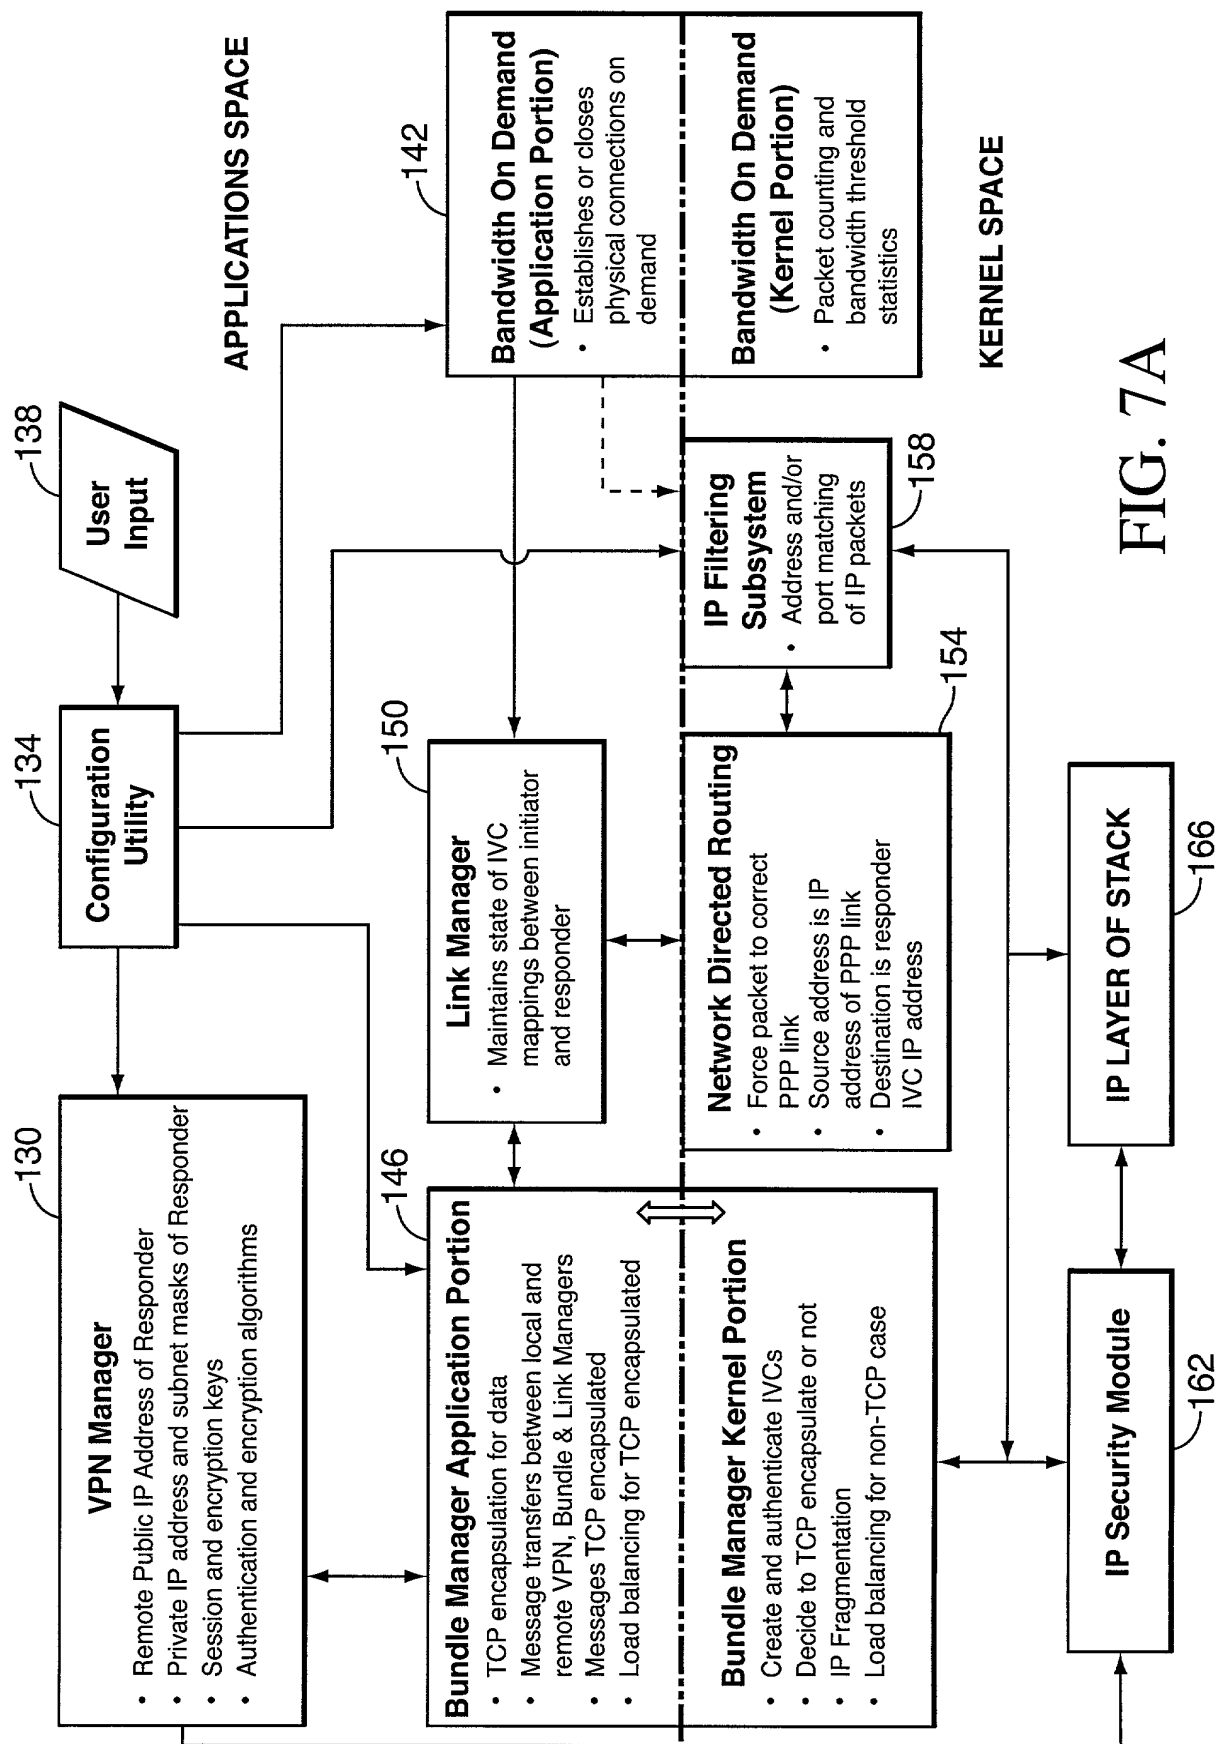 138
User
Input
134
Configuration
Utility
130
VPN Manager
• Remote Public IP Address of Responder
• Private IP address and subnet masks of Responder
• Session and encryption keys
• Authentication and encryption algorithms
APPLICATIONS SPACE
146
Bundle Manager Application Portion
• TCP encapsulation for data
• Message transfers between local and
remote VPN, Bundle & Link Managers
• Messages TCP encapsulated
• Load balancing for TCP encapsulated
150
Link Manager
• Maintains state of IVC
mappings between initiator
and responder
142
Bandwidth On Demand
(Application Portion)
• Establishes or closes
physical connections on
demand
Bundle Manager Kernel Portion
• Create and authenticate IVCs
• Decide to TCP encapsulate or not
• IP Fragmentation
• Load balancing for non-TCP case
Network Directed Routing
• Force packet to correct
PPP link
• Source address is IP
address of PPP link
• Destination is responder
IVC IP address
154
IP Filtering
Subsystem
• Address and/or
port matching
of IP packets
158
Bandwidth On Demand
(Kernel Portion)
• Packet counting and
bandwidth threshold
statistics
KERNEL SPACE
IP Security Module
162
IP LAYER OF STACK
166
FIG. 7A